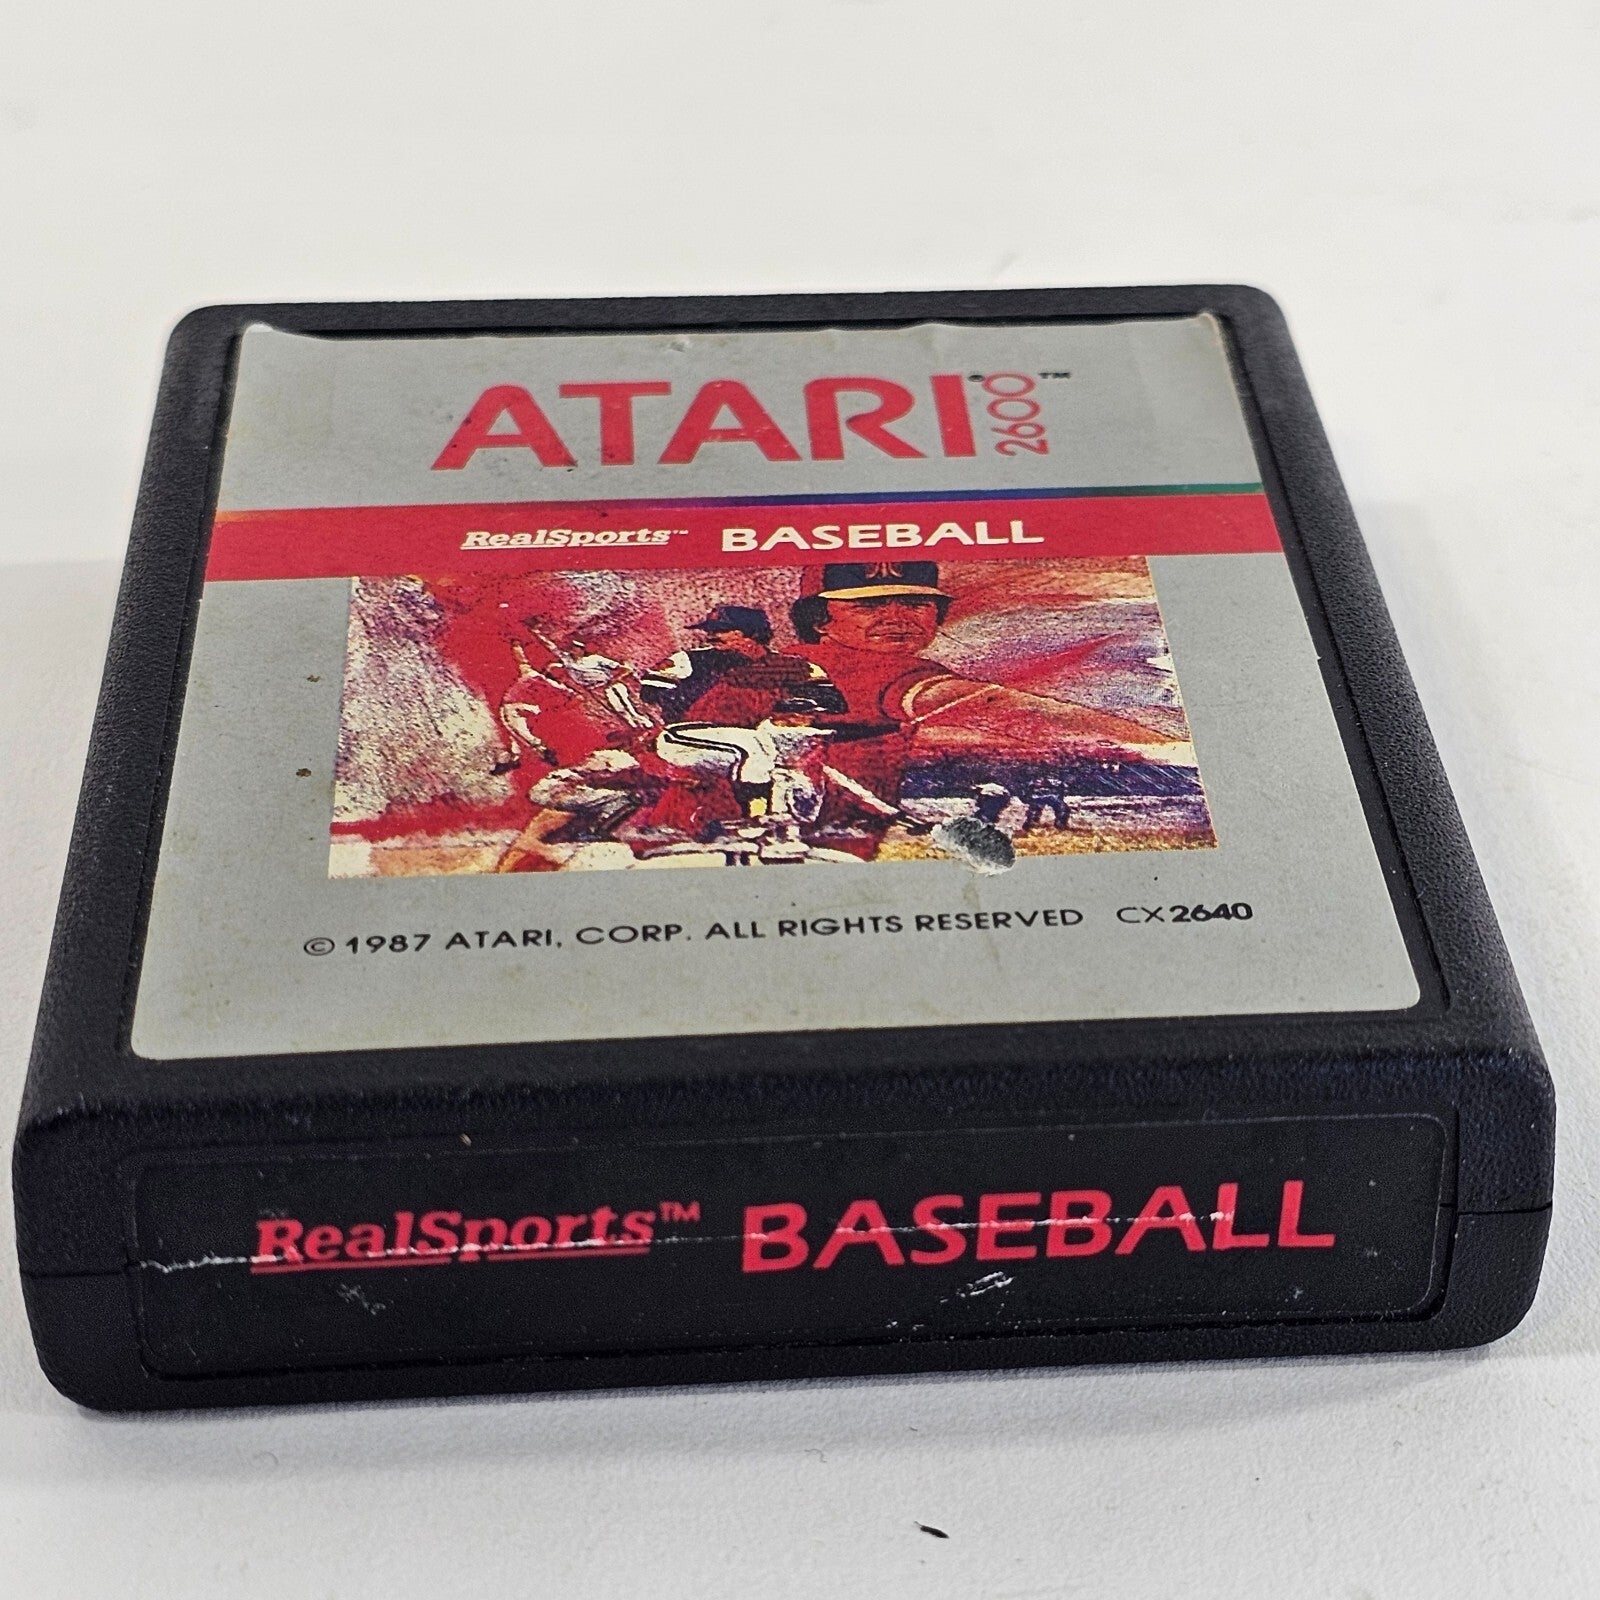 ATARI® 2600™
RealSports™ BASEBALL
© 1987 ATARI, CORP. ALL RIGHTS RESERVED CX2640
RealSports™ BASEBALL